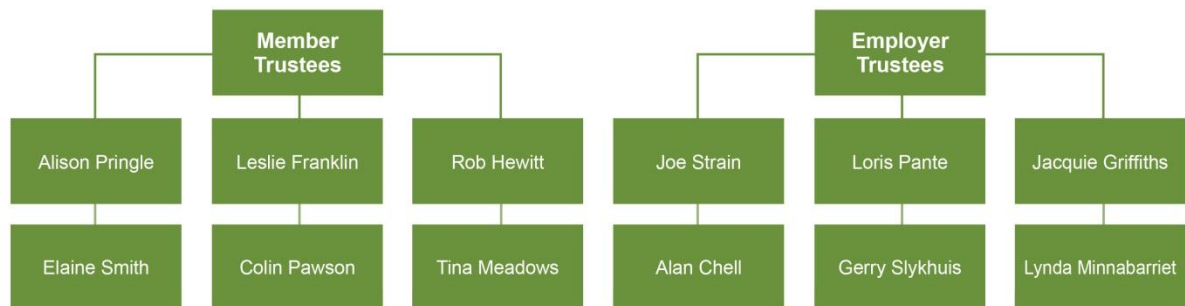 Member
Trustees
Employer
Trustees
Alison Pringle
Leslie Franklin
Rob Hewitt
Joe Strain
Loris Pante
Jacquie Griffiths
Elaine Smith
Colin Pawson
Tina Meadows
Alan Chell
Gerry Slykhuis
Lynda Minnabarriet